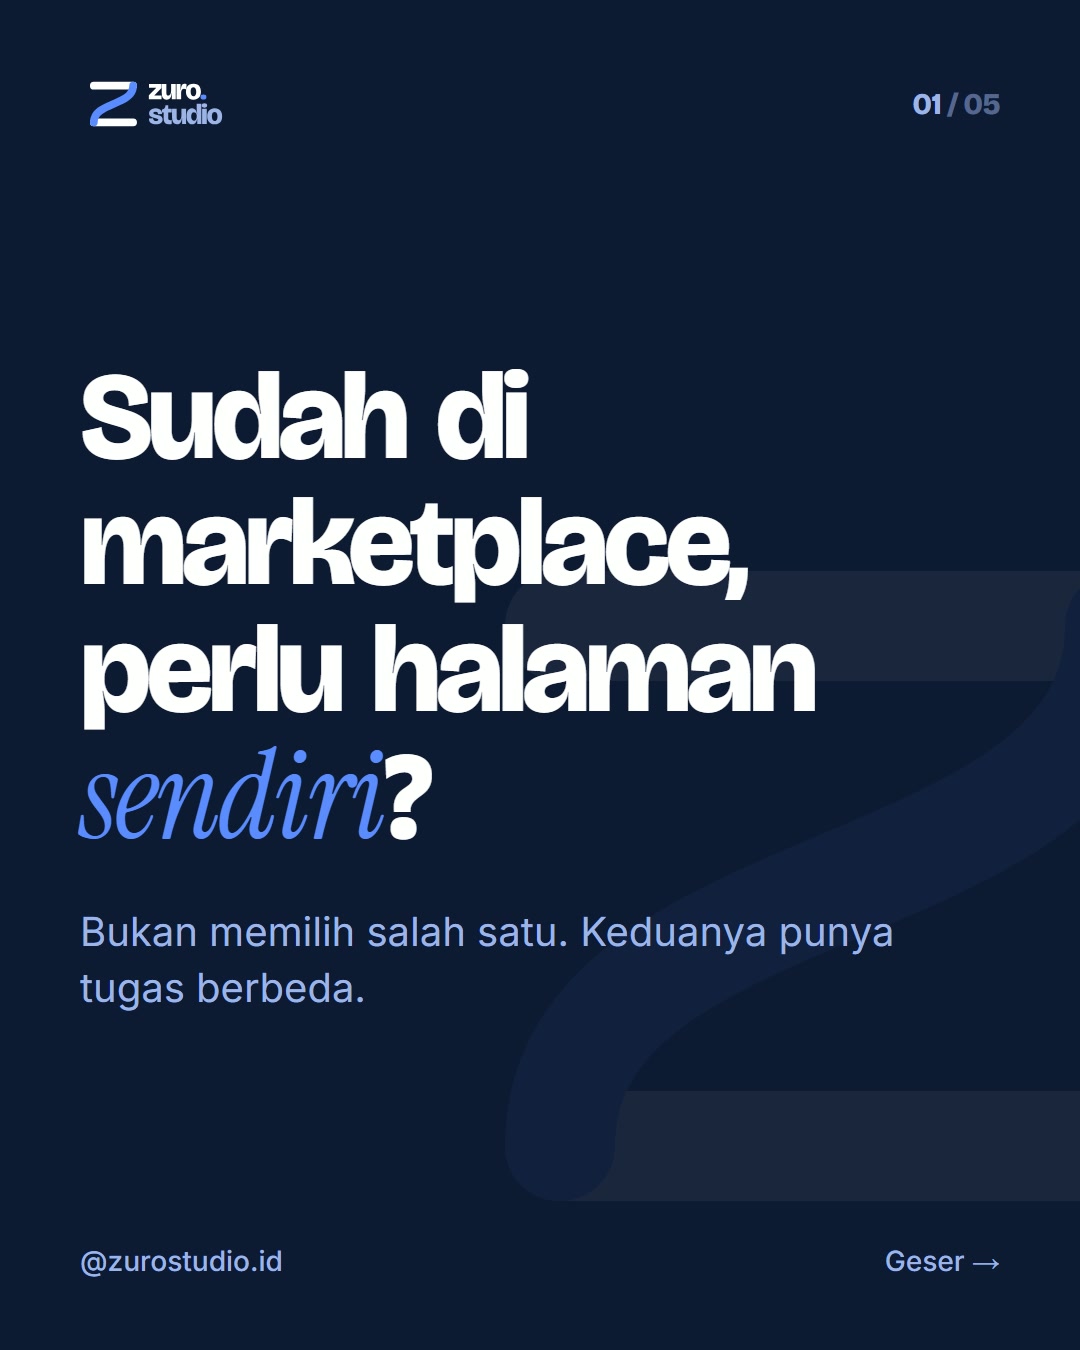 zuro.
studio
01 / 05
Sudah di
marketplace,
perlu halaman
sendiri?
Bukan memilih salah satu. Keduanya punya
tugas berbeda.
@zurostudio.id
Geser →